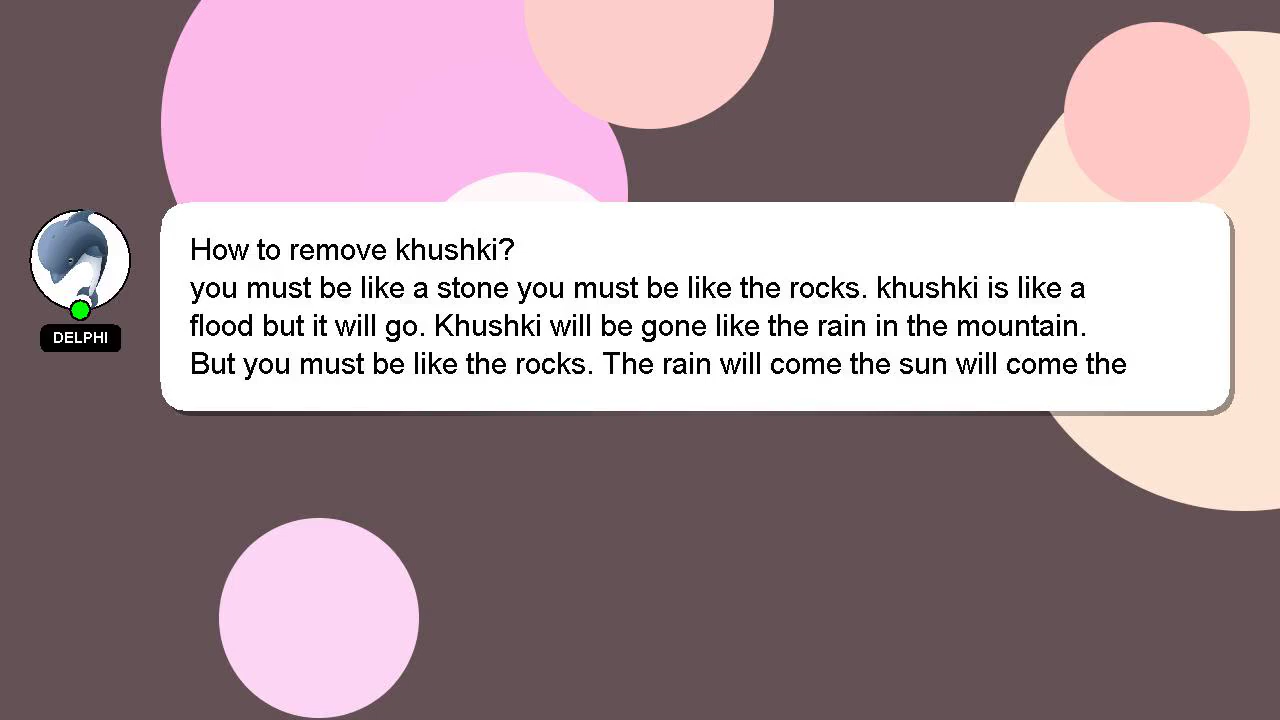 How to remove khushki?
you must be like a stone you must be like the rocks. khushki is like a
flood but it will go. Khushki will be gone like the rain in the mountain.
But you must be like the rocks. The rain will come the sun will come the
DELPHI